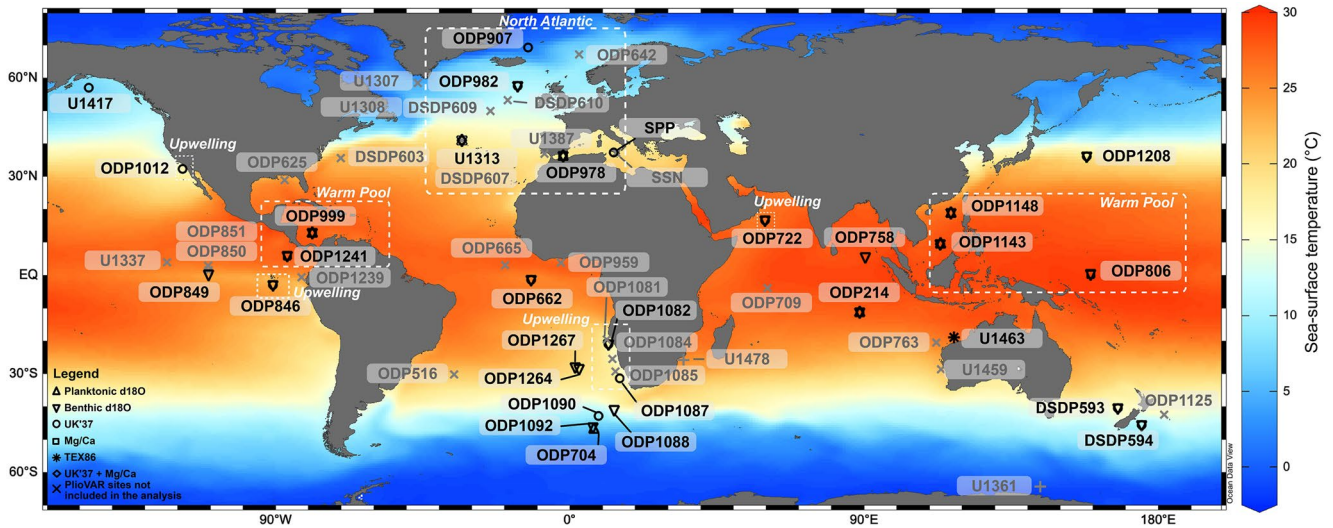 North Atlantic
ODP907
ODP642
60°N
U1307
ODP982
U1417
U1308
DSDP609
DSDP610
Upwelling
U1387
SPP
ODP1012
ODP625
DSDP603
U1313
ODP978
ODP1208
30°N
DSDP607
SSN
Warm Pool
Upwelling
Warm Pool
ODP999
ODP1148
ODP851
ODP722
ODP758
ODP850
ODP665
ODP1143
U1337
ODP1241
ODP959
EQ
ODP1239
ODP1081
ODP806
ODP849
ODP846
Upwelling
ODP662
ODP709
ODP214
ODP1082
Upwelling
ODP1267
ODP1084
ODP763
U1463
U1478
30°S
ODP516
ODP1264
ODP1085
U1459
ODP1090
ODP1087
DSDP593
ODP1125
ODP1092
ODP1088
DSDP594
ODP704
60°S
U1361
Legend
Planktonic d18O
Benthic d18O
UK'37
Mg/Ca
TEX86
UK'37 + Mg/Ca
PlioVAR sites not
included in the analysis
90°W
0°
90°E
180°E
Ocean Data View
30
25
20
15
10
5
0
Sea-surface temperature (°C)